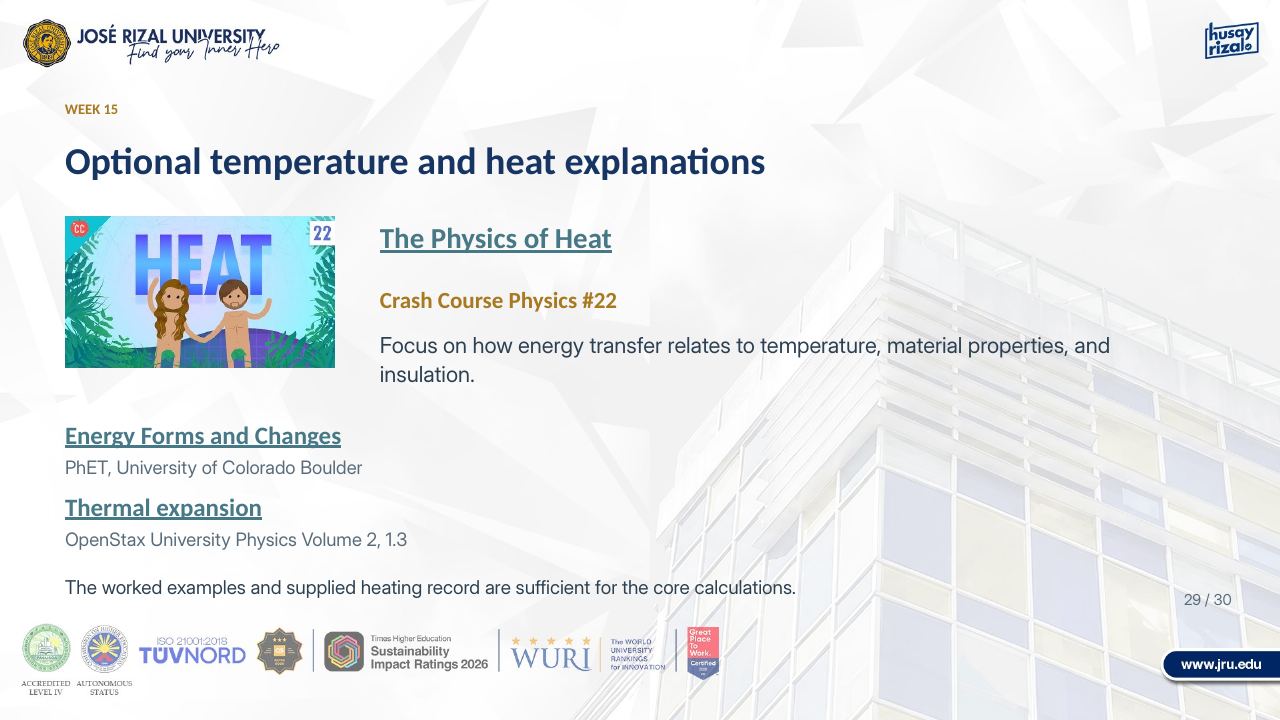 JOSÉ RIZAL UNIVERSITY
Find your Inner Hero
husay
rizal
WEEK 15
Optional temperature and heat explanations
CC
22
HEAT
The Physics of Heat
Crash Course Physics #22
Focus on how energy transfer relates to temperature, material properties, and
insulation.
Energy Forms and Changes
PhET, University of Colorado Boulder
Thermal expansion
OpenStax University Physics Volume 2, 1.3
The worked examples and supplied heating record are sufficient for the core calculations.
29 / 30
ACCREDITED
LEVEL IV
AUTONOMOUS
STATUS
ISO 21001:2018
TÜVNORD
Times Higher Education
Sustainability
Impact Ratings 2026
WURI
The WORLD
UNIVERSITY
RANKINGS
for INNOVATION
Great
Place
To
Work.
Certified
www.jru.edu